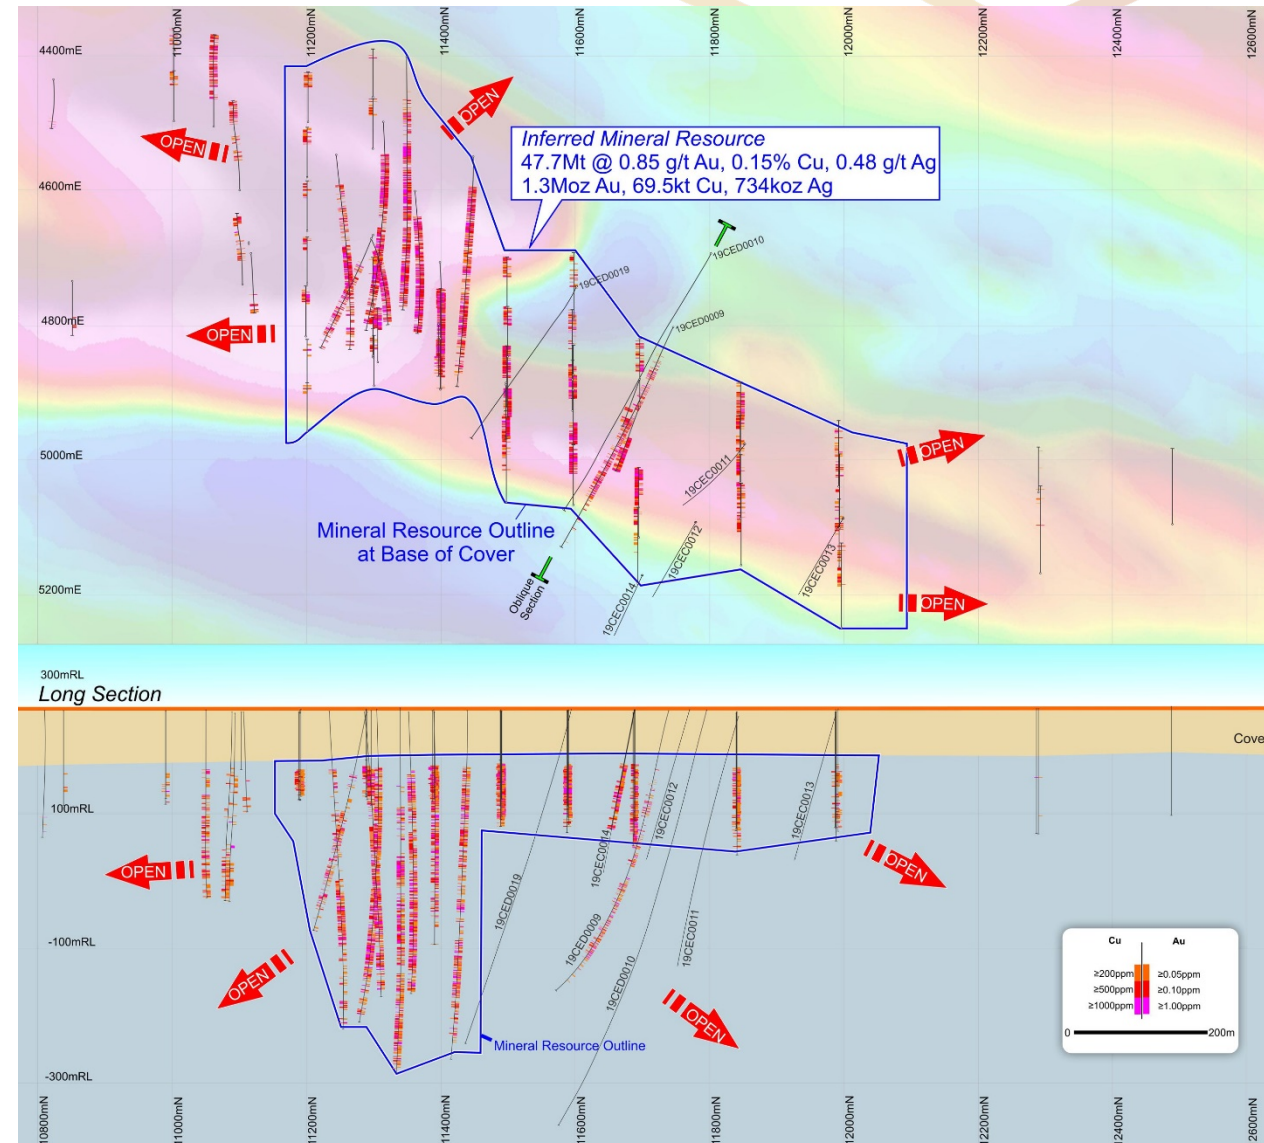 11000mN
11200mN
11400mN
11600mN
11800mN
12000mN
12200mN
12400mN
12600mN
4400mE
OPEN
OPEN
Inferred Mineral Resource
47.7Mt @ 0.85 g/t Au, 0.15% Cu, 0.48 g/t Ag
1.3Moz Au, 69.5kt Cu, 734koz Ag
4600mE
19CED0010
19CED0019
19CED0009
4800mE
OPEN
OPEN
5000mE
19CEC0011
Mineral Resource Outline
at Base of Cover
19CEC0012*
19CEC0013
Oblique
Section
19CEC0014
5200mE
OPEN
300mRL
Long Section
Cove
100mRL
19CEC0012
19CEC0013
19CEC0014
OPEN
OPEN
19CED0019
19CED0009
19CEC0011
-100mRL
19CED0010
OPEN
OPEN
Mineral Resource Outline
Cu Au
≥200ppm ≥0.05ppm
≥500ppm ≥0.10ppm
≥1000ppm ≥1.00ppm
0 200m
-300mRL
10800mN
11000mN
11200mN
11400mN
11600mN
11800mN
12000mN
12200mN
12400mN
2600mN